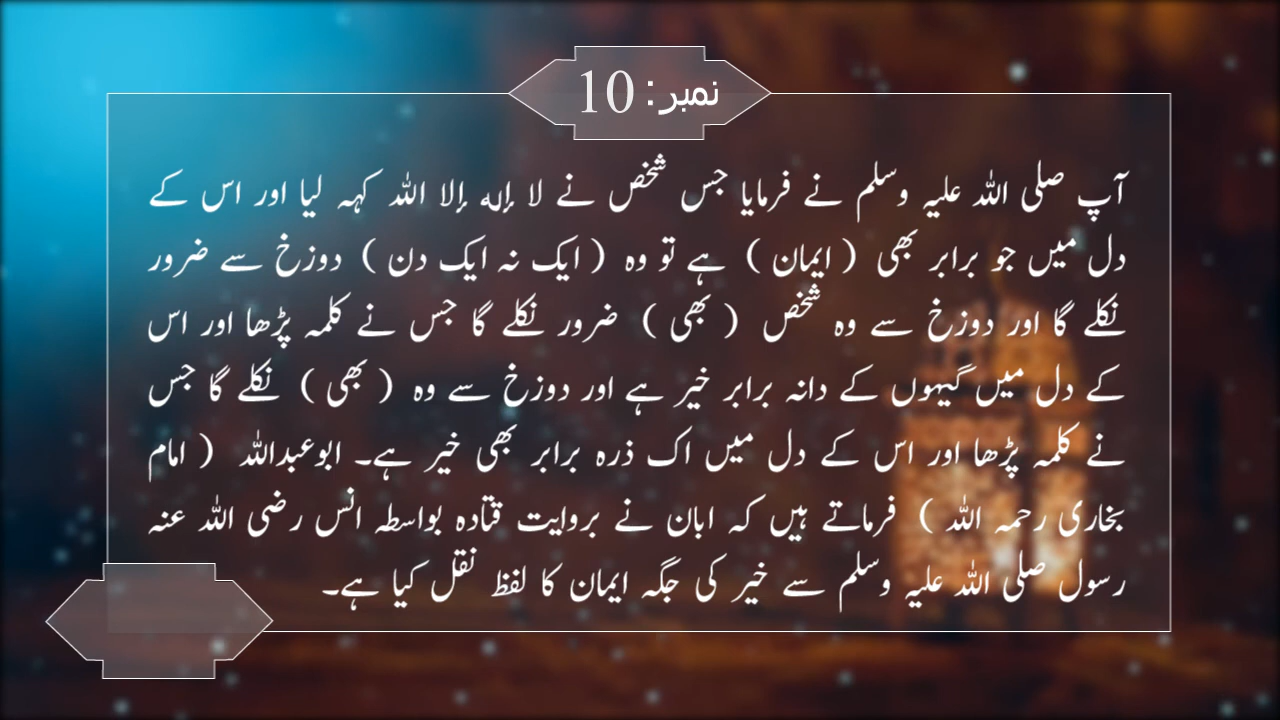 نمبر: 10
آپ صلی اللہ علیہ وسلم نے فرمایا جس شخص نے لا إله إلا اللہ کہہ لیا اور اس کے
دل میں جو برابر بھی ( ایمان ) ہے تو وہ ( ایک نہ ایک دن ) دوزخ سے ضرور
نکلے گا اور دوزخ سے وہ شخص ( بھی ) ضرور نکلے گا جس نے کلمہ پڑھا اور اس
کے دل میں گیہوں کے دانہ برابر خیر ہے اور دوزخ سے وہ ( بھی ) نکلے گا جس
نے کلمہ پڑھا اور اس کے دل میں اک ذرہ برابر بھی خیر ہے۔ ابوعبداللہ ( امام
بخاری رحمہ اللہ ) فرماتے ہیں کہ ابان نے بروایت قتادہ بواسطہ انس رضی اللہ عنہ
رسول صلی اللہ علیہ وسلم سے خیر کی جگہ ایمان کا لفظ نقل کیا ہے۔